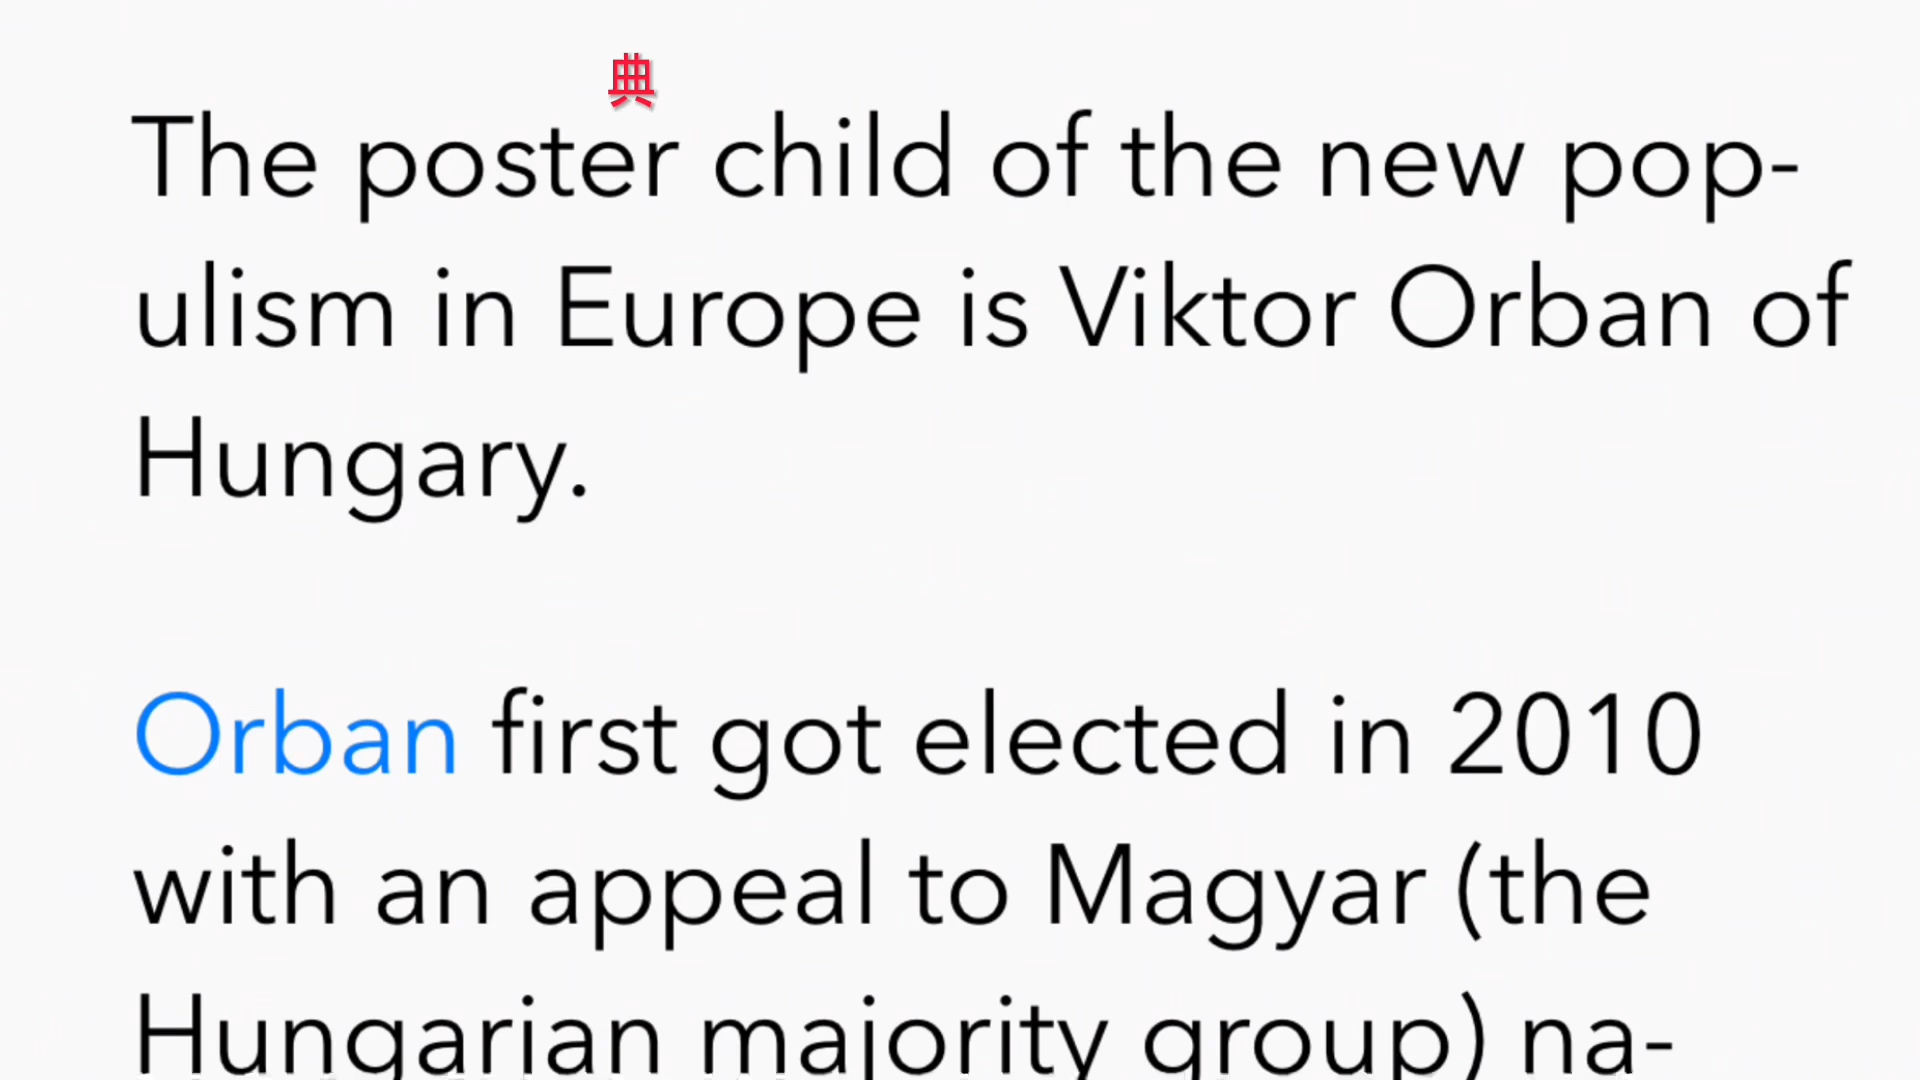 典
The poster child of the new pop-
ulism in Europe is Viktor Orban of
Hungary.
Orban first got elected in 2010
with an appeal to Magyar (the
Hungarian majority group) na-